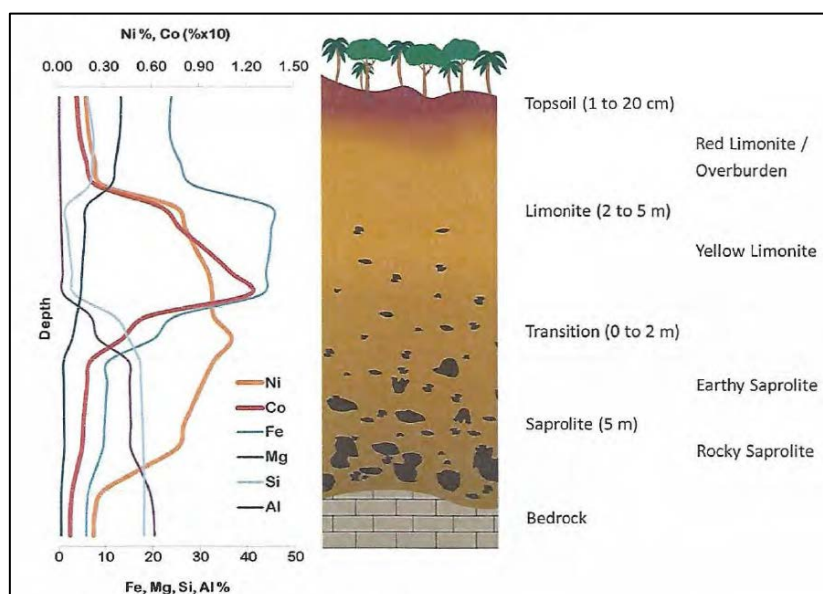 Ni %, Co (%x10)
0.00 0.30 0.60 0.90 1.20 1.50
Depth
Ni
Co
Fe
Mg
Si
Al
0 10 20 30 40 50
Fe, Mg, Si, Al %
Topsoil (1 to 20 cm)
Red Limonite /
Overburden
Limonite (2 to 5 m)
Yellow Limonite
Transition (0 to 2 m)
Earthy Saprolite
Saprolite (5 m)
Rocky Saprolite
Bedrock